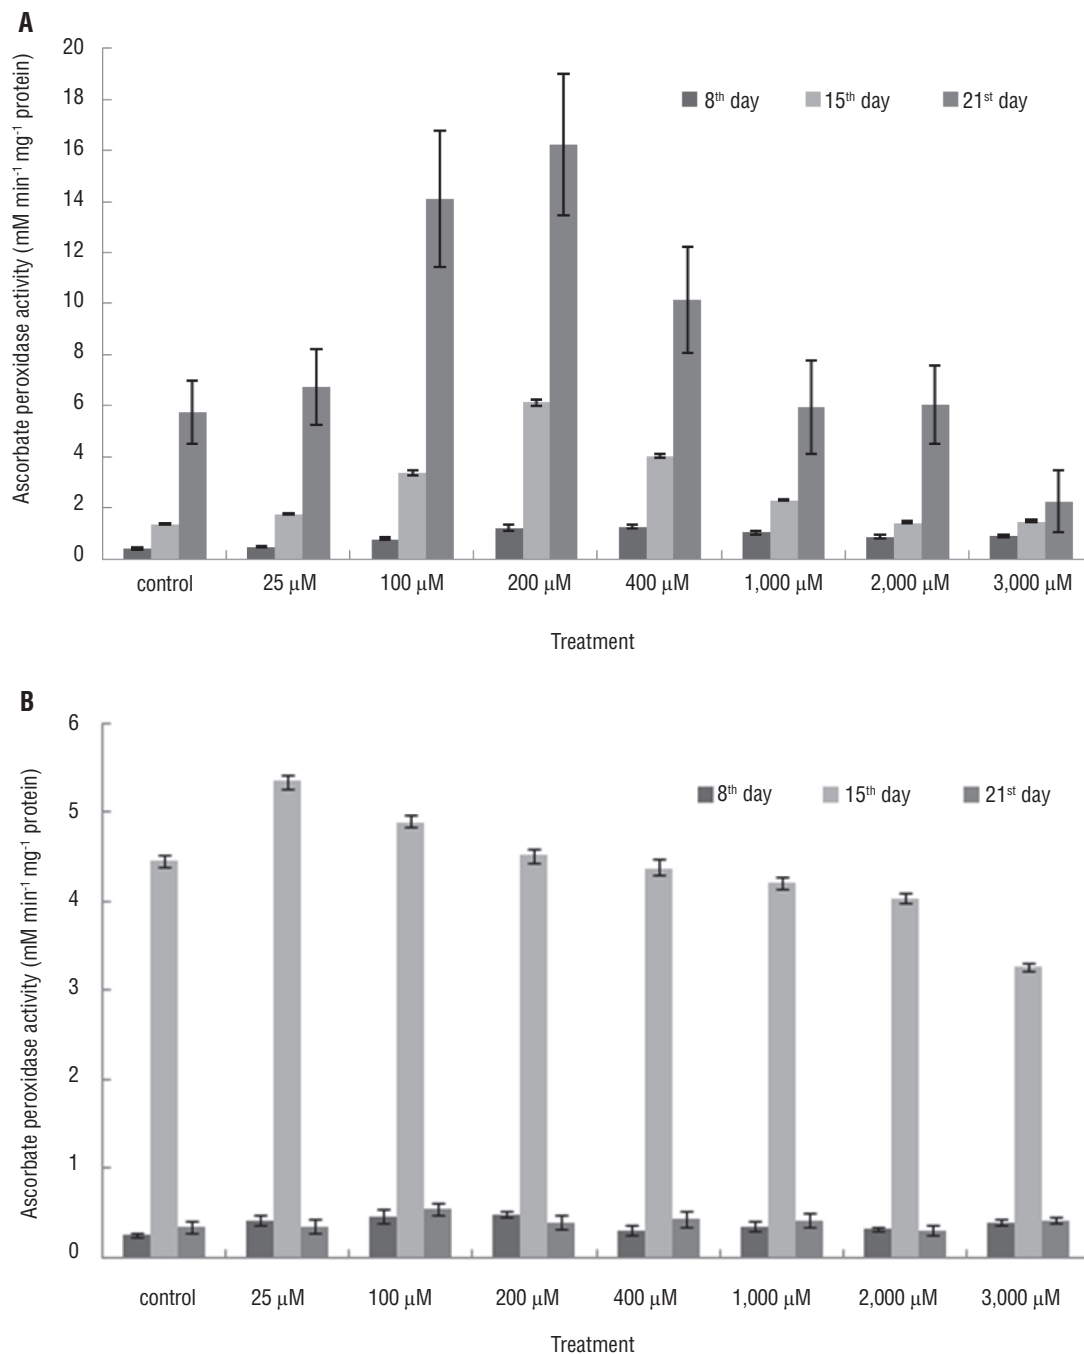 A
Ascorbate peroxidase activity (mM min⁻¹ mg⁻¹ protein)
20
18
16
14
12
10
8
6
4
2
0
8ᵗʰ day
15ᵗʰ day
21ˢᵗ day
control
25 μM
100 μM
200 μM
400 μM
1,000 μM
2,000 μM
3,000 μM
Treatment
B
Ascorbate peroxidase activity (mM min⁻¹ mg⁻¹ protein)
6
5
4
3
2
1
0
8ᵗʰ day
15ᵗʰ day
21ˢᵗ day
control
25 μM
100 μM
200 μM
400 μM
1,000 μM
2,000 μM
3,000 μM
Treatment